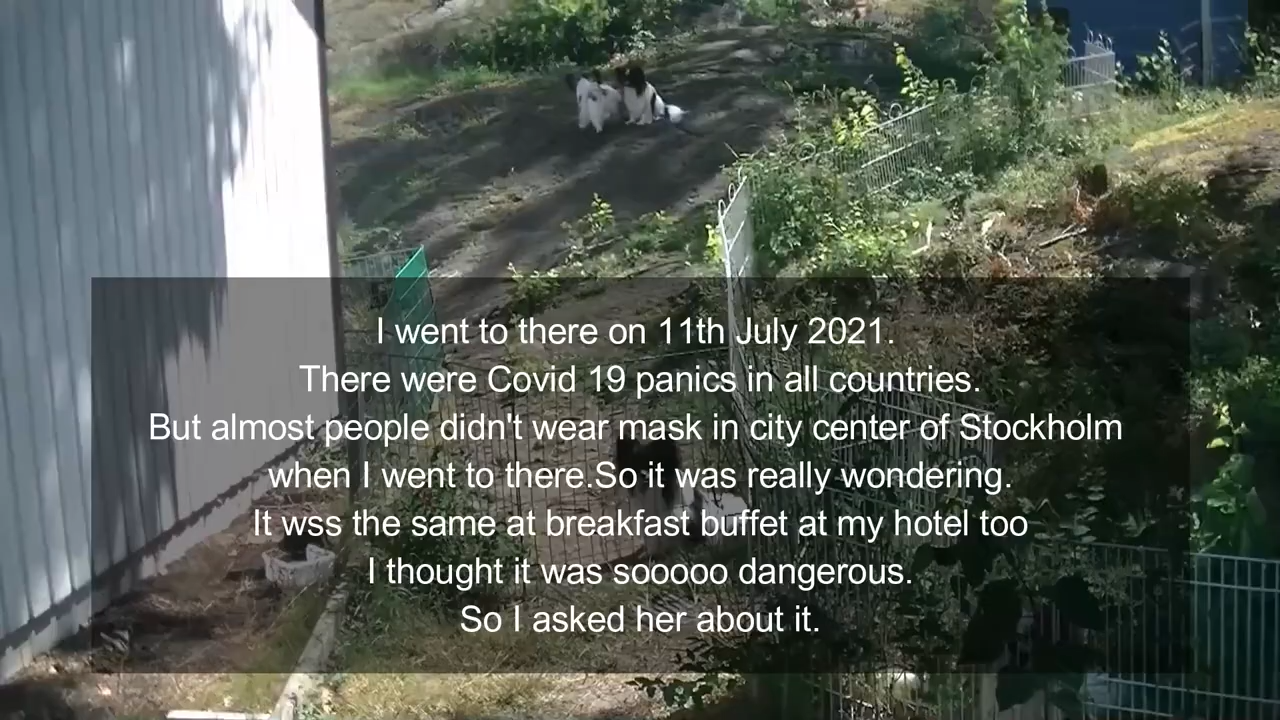 I went to there on 11th July 2021.
There were Covid 19 panics in all countries.
But almost people didn't wear mask in city center of Stockholm
when I went to there.So it was really wondering.
It wss the same at breakfast buffet at my hotel too
I thought it was sooooo dangerous.
So I asked her about it.